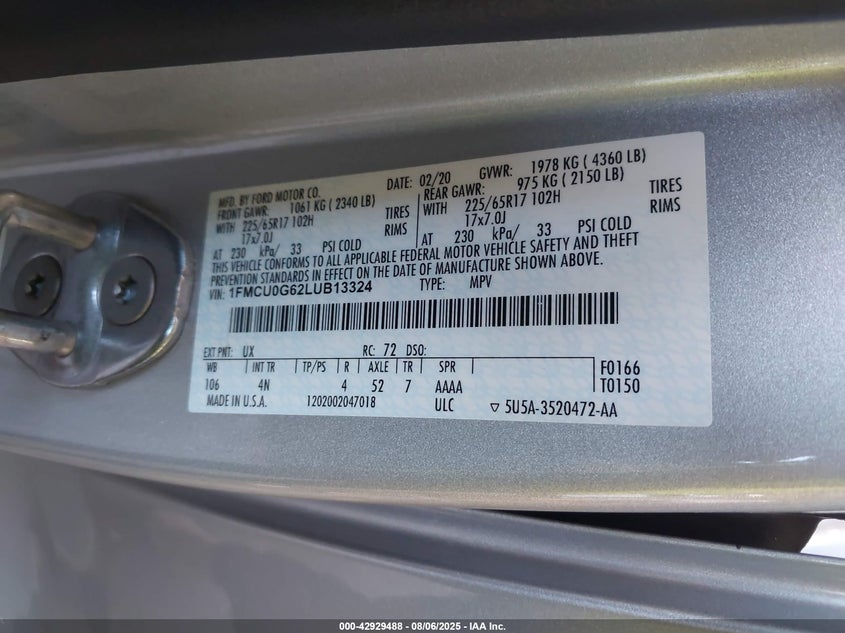 MFD. BY FORD MOTOR CO. DATE: 02/20 GVWR: 1978 KG ( 4360 LB)
FRONT GAWR: 1061 KG ( 2340 LB) REAR GAWR: 975 KG ( 2150 LB)
WITH 225/65R17 102H TIRES WITH 225/65R17 102H TIRES
17x7.0J RIMS 17x7.0J RIMS
AT 230 kPa/ 33 PSI COLD AT 230 kPa/ 33 PSI COLD
THIS VEHICLE CONFORMS TO ALL APPLICABLE FEDERAL MOTOR VEHICLE SAFETY AND THEFT
PREVENTION STANDARDS IN EFFECT ON THE DATE OF MANUFACTURE SHOWN ABOVE.
VIN: 1FMCU0G62LUB13324 TYPE: MPV
EXT PNT: UX RC: 72 DSO:
WB INT TR TP/PS R AXLE TR SPR F0166
106 4N 4 52 7 AAAA T0150
MADE IN U.S.A. 1202002047018 ULC ▽ 5U5A-3520472-AA
000-42929488 - 08/06/2025 - IAA Inc.